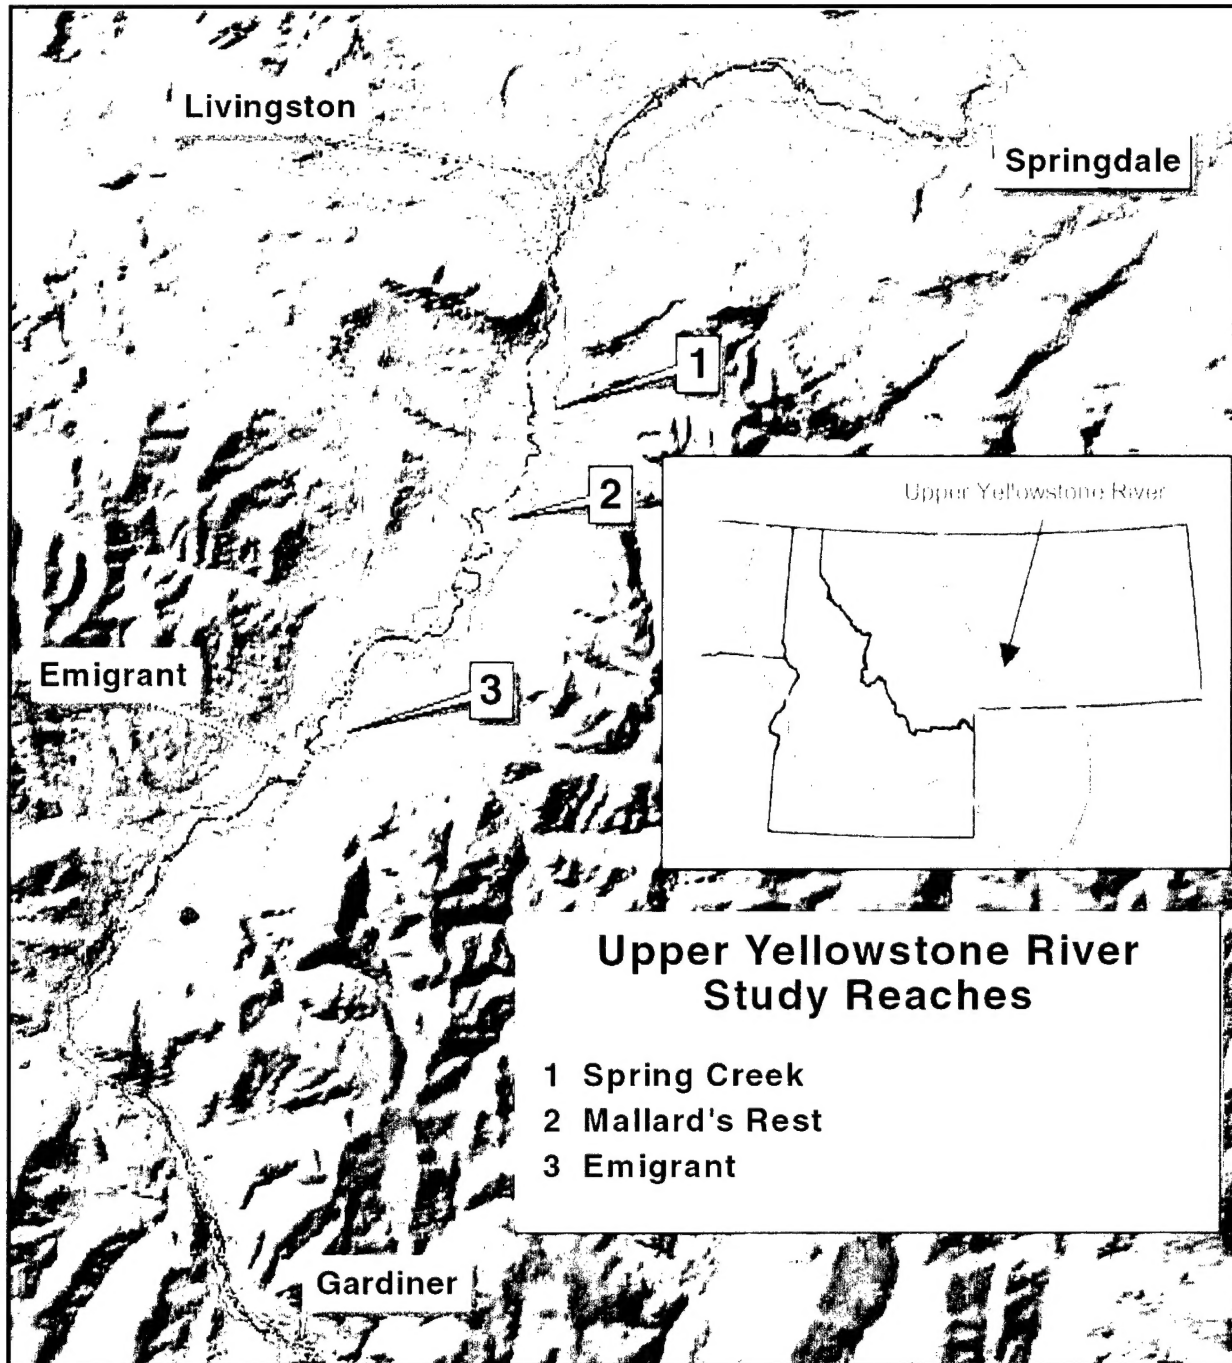 Livingston
Springdale
1
2
Upper Yellowstone River
Emigrant
3
Upper Yellowstone River
Study Reaches
1 Spring Creek
2 Mallard's Rest
3 Emigrant
Gardiner